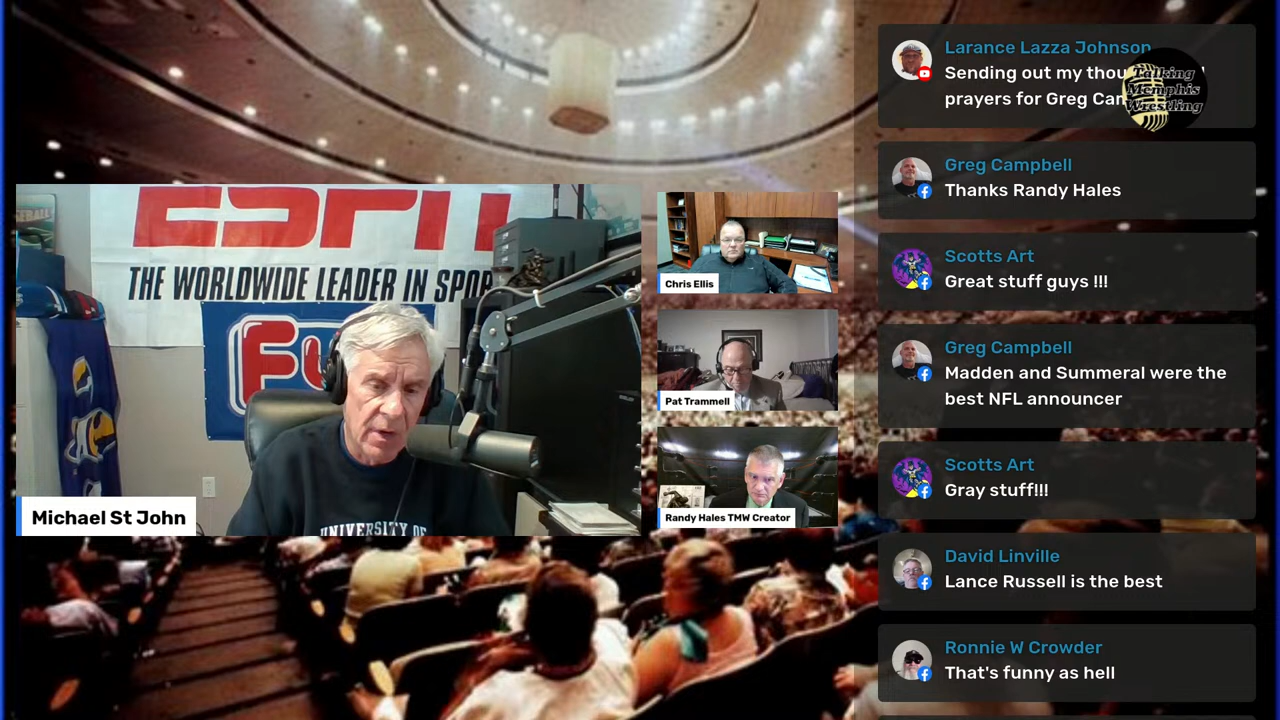 ESPN
THE WORLDWIDE LEADER IN SPOR
UNIVERSITY OF
Michael St John
Chris Ellis
Pat Trammell
Randy Hales TMW Creator
Larance Lazza Johnson
Sending out my
prayers for Greg
Talking
Memphis
Wrestling
Greg Campbell
Thanks Randy Hales
Scotts Art
Great stuff guys !!!
Greg Campbell
Madden and Summeral were the
best NFL announcer
Scotts Art
Gray stuff!!!
David Linville
Lance Russell is the best
Ronnie W Crowder
That's funny as hell